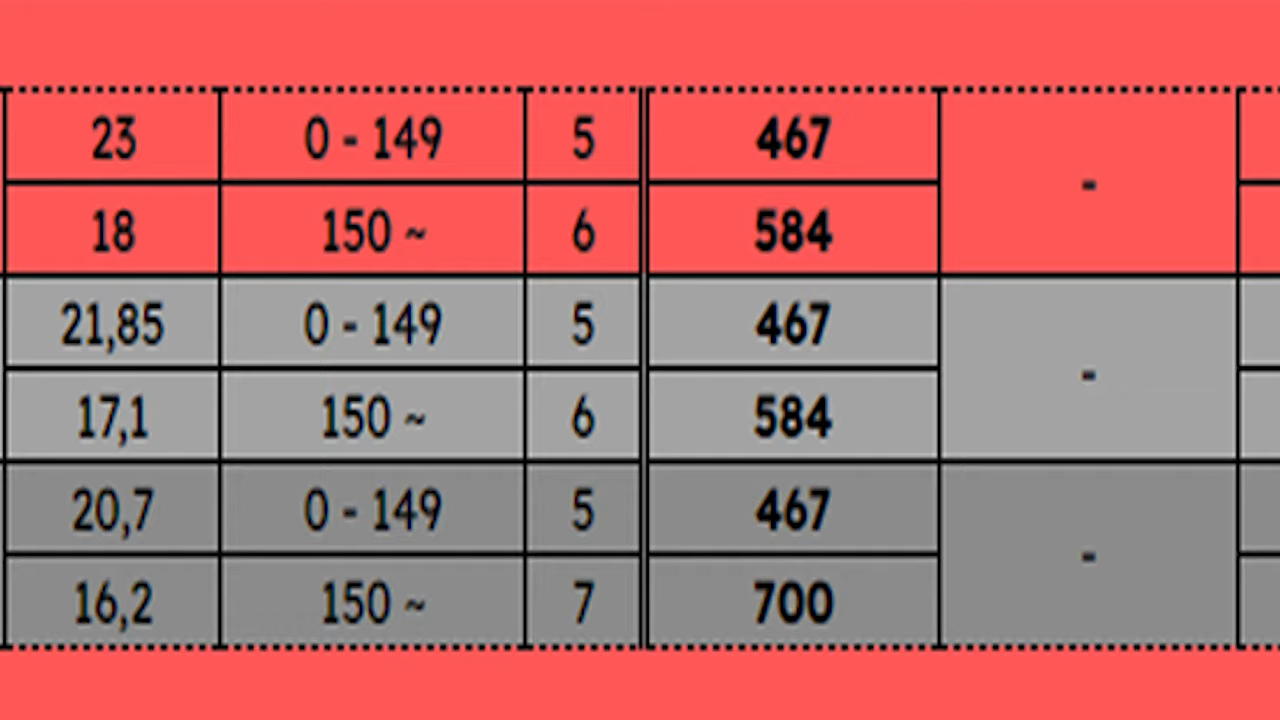 23 0 - 149 5 467 -
18 150 ~ 6 584
21,85 0 - 149 5 467 -
17,1 150 ~ 6 584
20,7 0 - 149 5 467 -
16,2 150 ~ 7 700